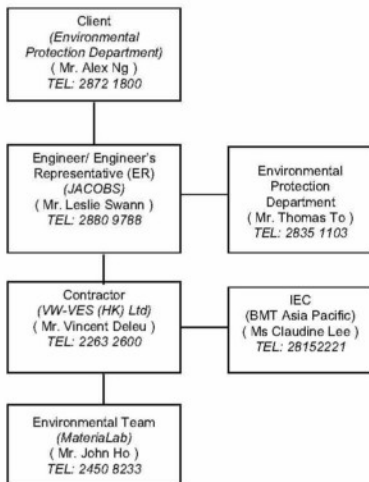 Client
(Environmental
Protection Department)
( Mr. Alex Ng )
TEL: 2872 1800
Engineer/ Engineer's
Representative (ER)
(JACOBS)
( Mr. Leslie Swann )
TEL: 2880 9788
Environmental
Protection
Department
( Mr. Thomas To )
TEL: 2835 1103
Contractor
(VW-VES (HK) Ltd)
( Mr. Vincent Deleu )
TEL: 2263 2600
IEC
(BMT Asia Pacific)
( Ms Claudine Lee )
TEL: 28152221
Environmental Team
(MateriaLab)
( Mr. John Ho )
TEL: 2450 8233